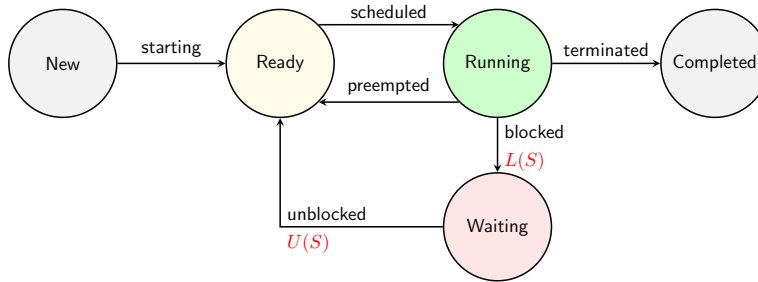 scheduled
starting
terminated
New
Ready
Running
Completed
preempted
blocked
L(S)
unblocked
U(S)
Waiting